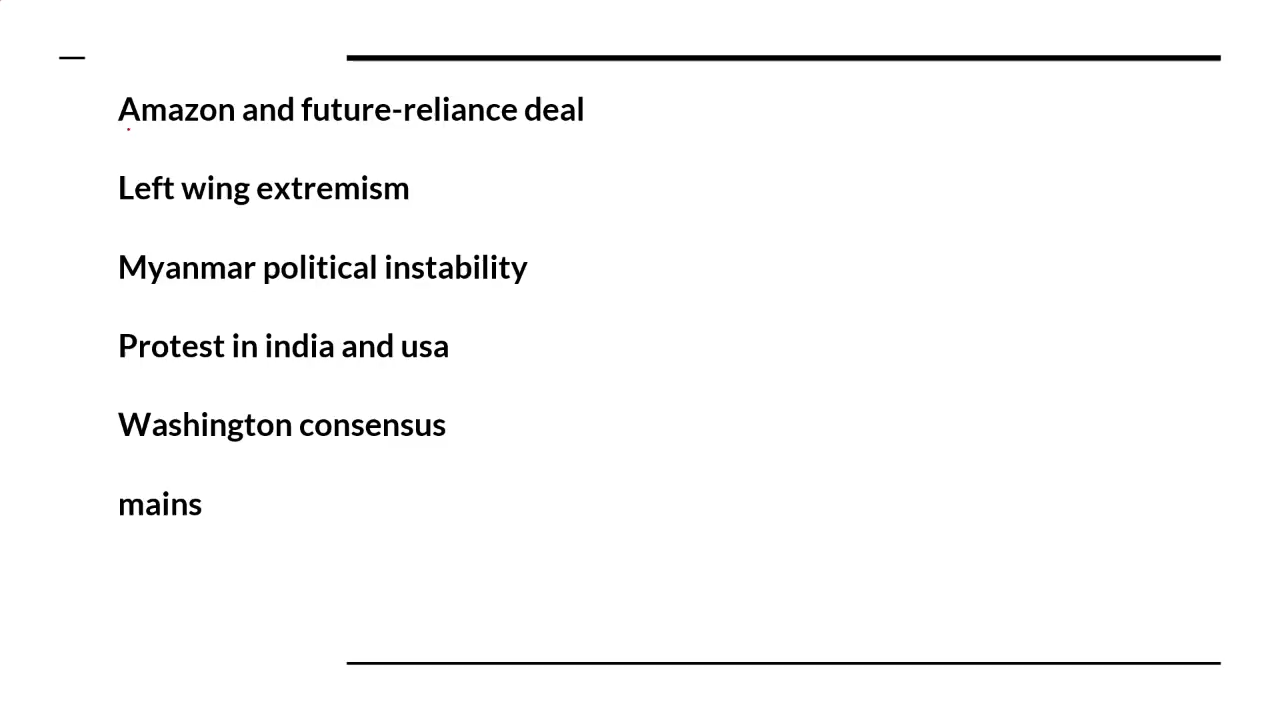 Amazon and future-reliance deal
Left wing extremism
Myanmar political instability
Protest in india and usa
Washington consensus
mains